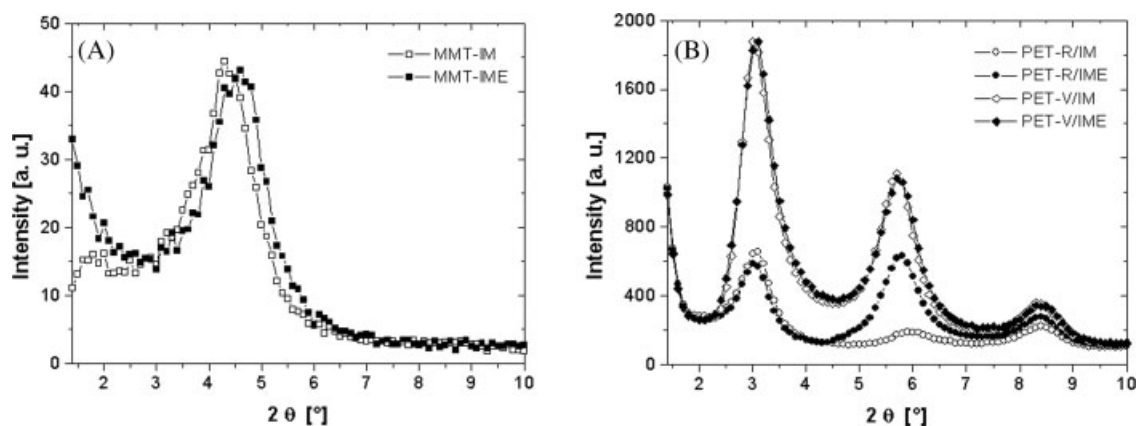 (A)
MMT-IM
MMT-IME
Intensity [a. u.]
50
40
30
20
10
0
2 3 4 5 6 7 8 9 10
2 θ [°]
(B)
PET-R/IM
PET-R/IME
PET-V/IM
PET-V/IME
Intensity [a. u.]
2000
1600
1200
800
400
0
2 3 4 5 6 7 8 9 10
2 θ [°]